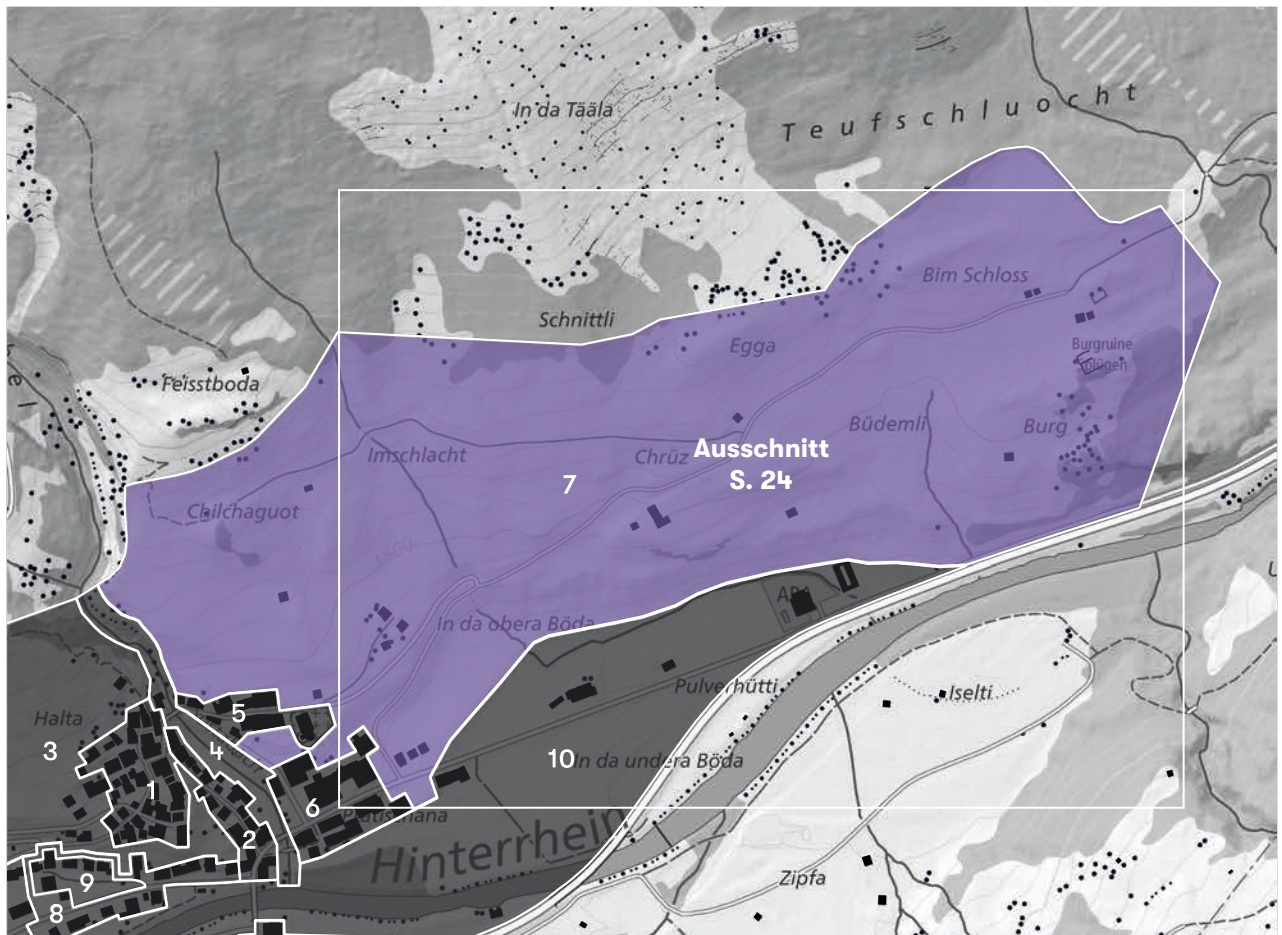 In da Tääla
Teufschluocht
Bim Schloss
Schnittli
Egga
Burgruine
Splügen
Feisstboda
Büdemli
Burg
Imschlacht
Chrüz
Ausschnitt
S. 24
7
Chilchaguot
1600
In da obera Böda
ARA
Pulverhütti
Iselti
Halta
5
3
4
10
In da undera Böda
1
6
2
Hinterrhein
9
8
Zipfa